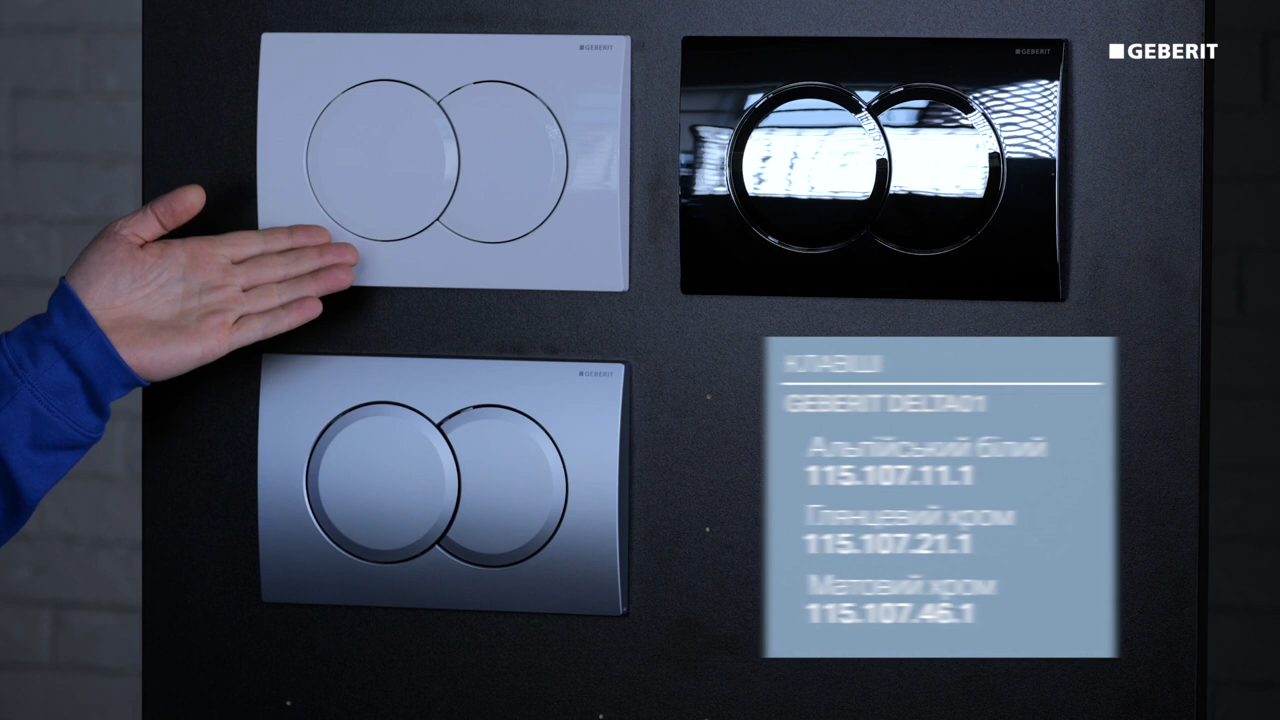 GEBERIT
GEBERIT
GEBERIT
GEBERIT
КЛАВІШІ
GEBERIT DELTA01
Альпійський білий
115.107.11.1
Глянцевий хром
115.107.21.1
Матовий хром
115.107.46.1